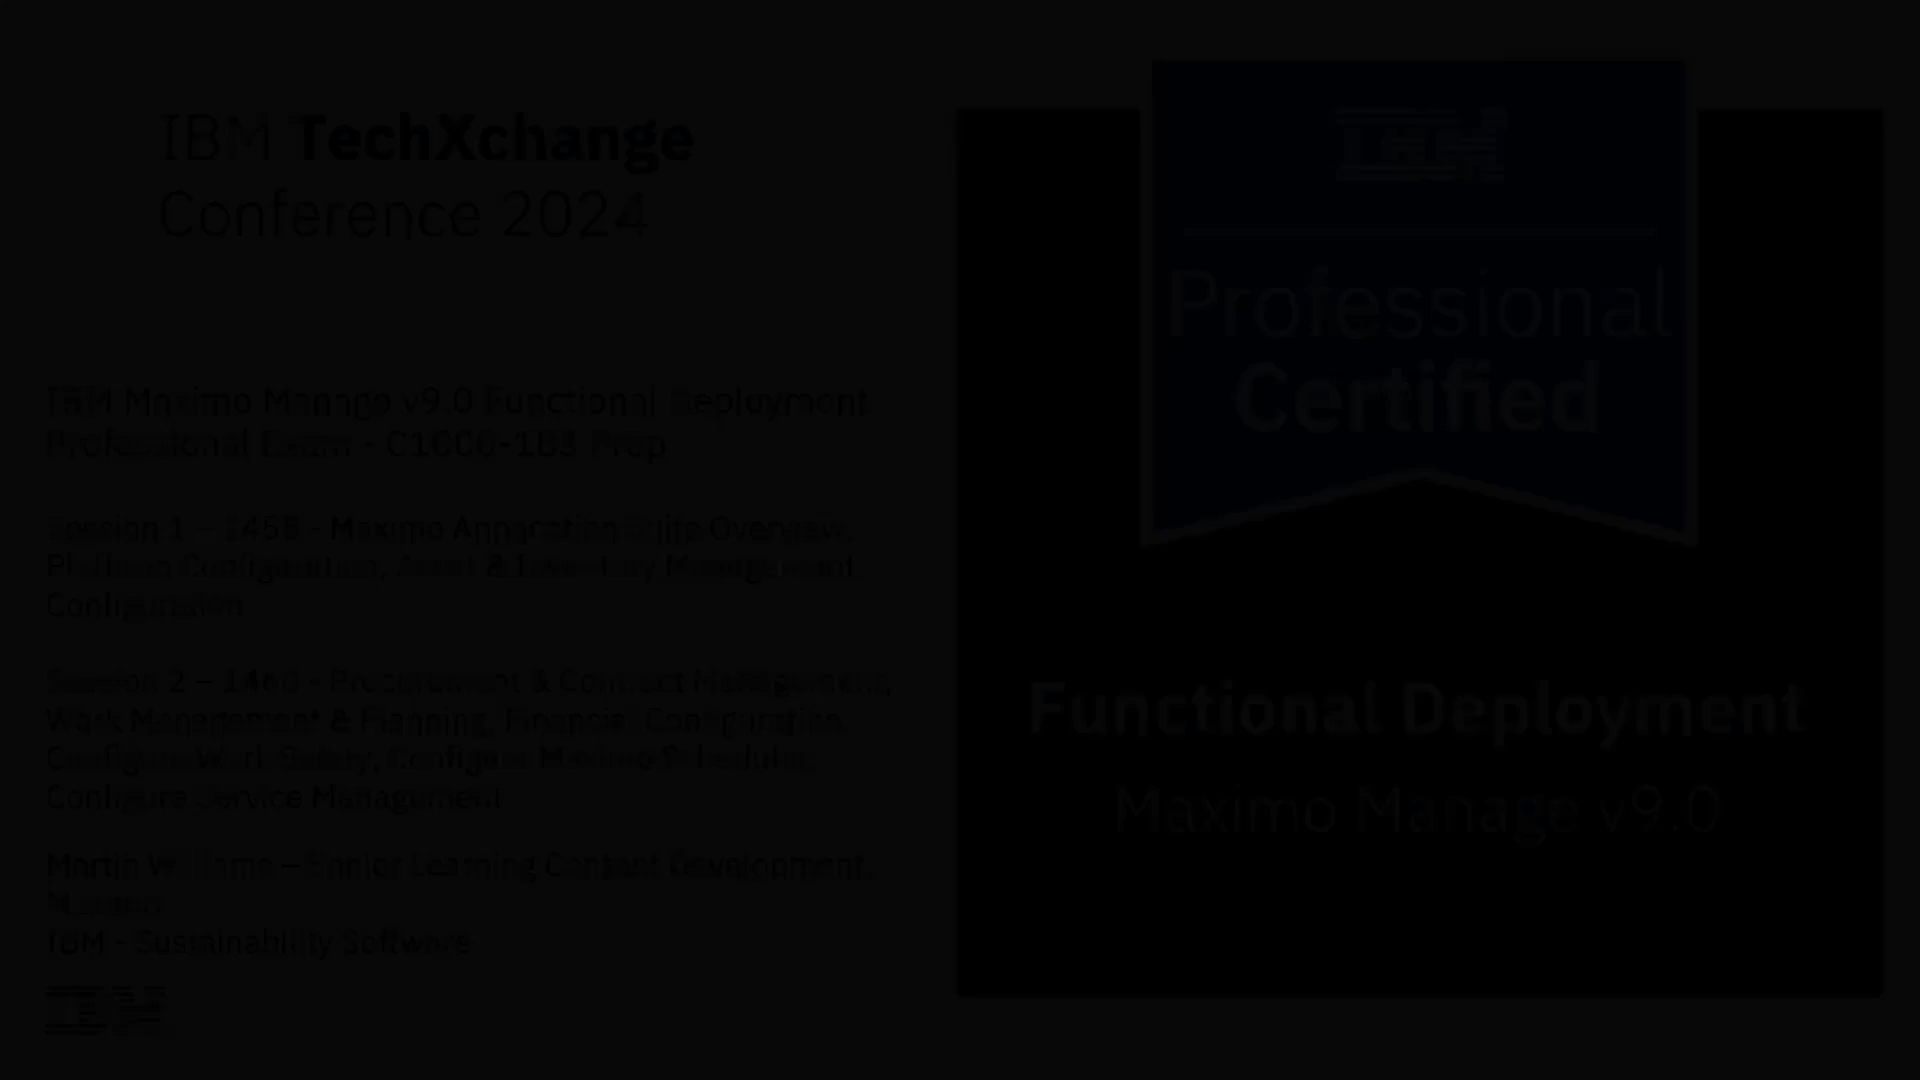 IBM TechXchange
Conference 2024
IBM Maximo Manage v9.0 Functional Deployment
Professional Exam - C1000-183 Prep
Session 1 – 1458 - Maximo Application Suite Overview,
Platform Configuration, Asset & Inventory Management
Configuration
Session 2 – 1460 - Procurement & Contract Management,
Work Management & Planning, Financial Configuration,
Configure Work Safety, Configure Maximo Scheduler,
Configure Service Management
Martin Williams – Senior Learning Content Development,
Maximo
IBM - Sustainability Software
IBM
IBM
Professional
Certified
Functional Deployment
Maximo Manage v9.0